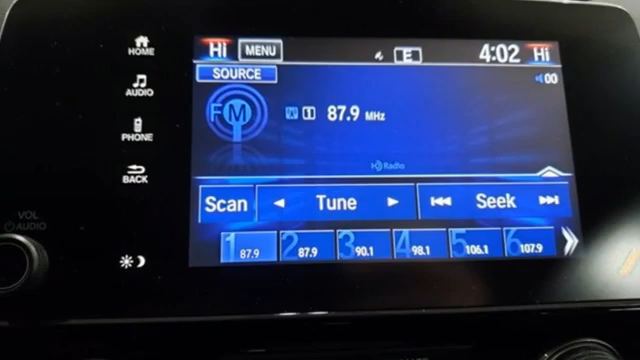 HOME
AUDIO
PHONE
BACK
VOL
AUDIO
Hi MENU E 4:02 Hi
SOURCE 00
FM 1 87.9 MHz
HD Radio
Scan Tune Seek
1 87.9 2 87.9 3 90.1 4 98.1 5 106.1 6 107.9